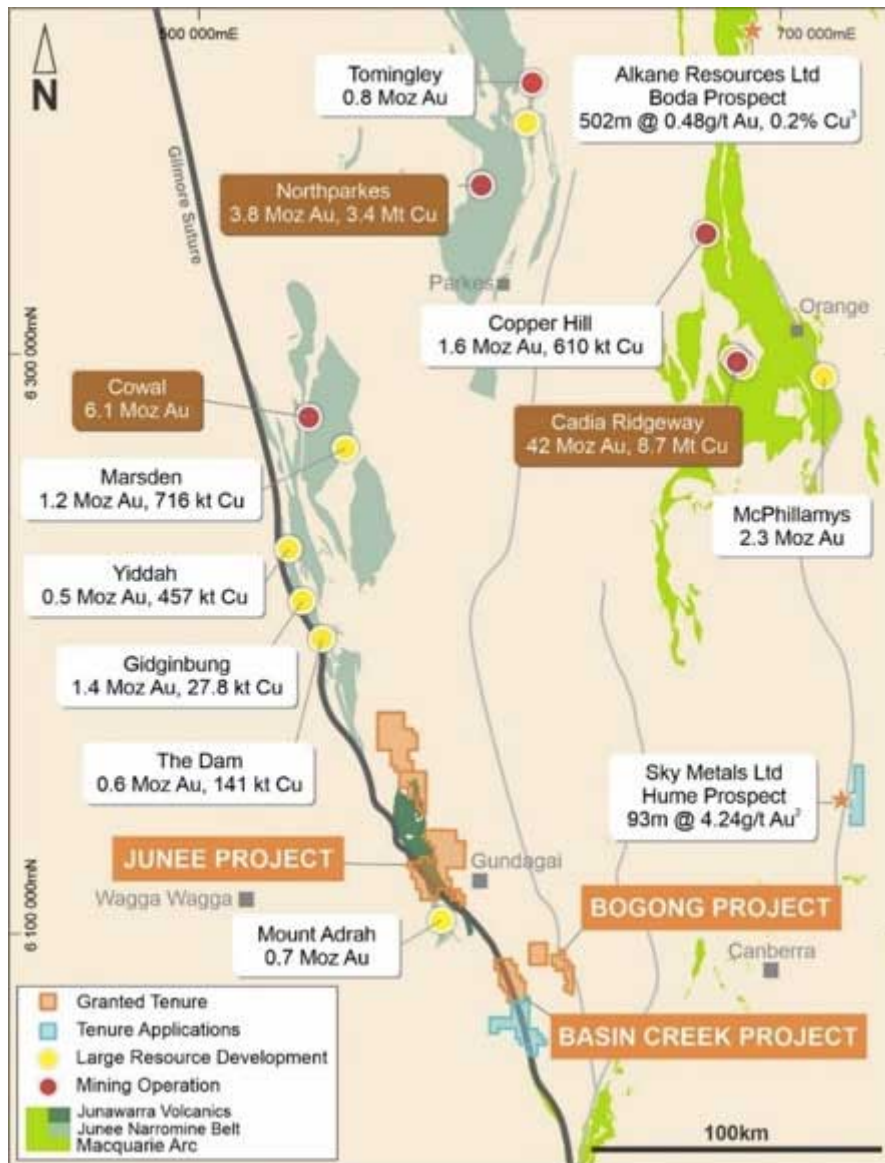 500 000mE
700 000mE
N
Gilmore Suture
Tomingley
0.8 Moz Au
Alkane Resources Ltd
Boda Prospect
502m @ 0.48g/t Au, 0.2% Cu³
Northparkes
3.8 Moz Au, 3.4 Mt Cu
Parkes
Copper Hill
1.6 Moz Au, 610 kt Cu
Orange
6 300 000mN
Cowal
6.1 Moz Au
Cadia Ridgeway
42 Moz Au, 8.7 Mt Cu
Marsden
1.2 Moz Au, 716 kt Cu
McPhillamys
2.3 Moz Au
Yiddah
0.5 Moz Au, 457 kt Cu
Gidginbung
1.4 Moz Au, 27.8 kt Cu
The Dam
0.6 Moz Au, 141 kt Cu
Sky Metals Ltd
Hume Prospect
93m @ 4.24g/t Au²
JUNEE PROJECT
Gundagai
Wagga Wagga
BOGONG PROJECT
6 100 000mN
Mount Adrah
0.7 Moz Au
Canberra
BASIN CREEK PROJECT
Granted Tenure
Tenure Applications
Large Resource Development
Mining Operation
Junawarra Volcanics
Junee Narromine Belt
Macquarie Arc
100km